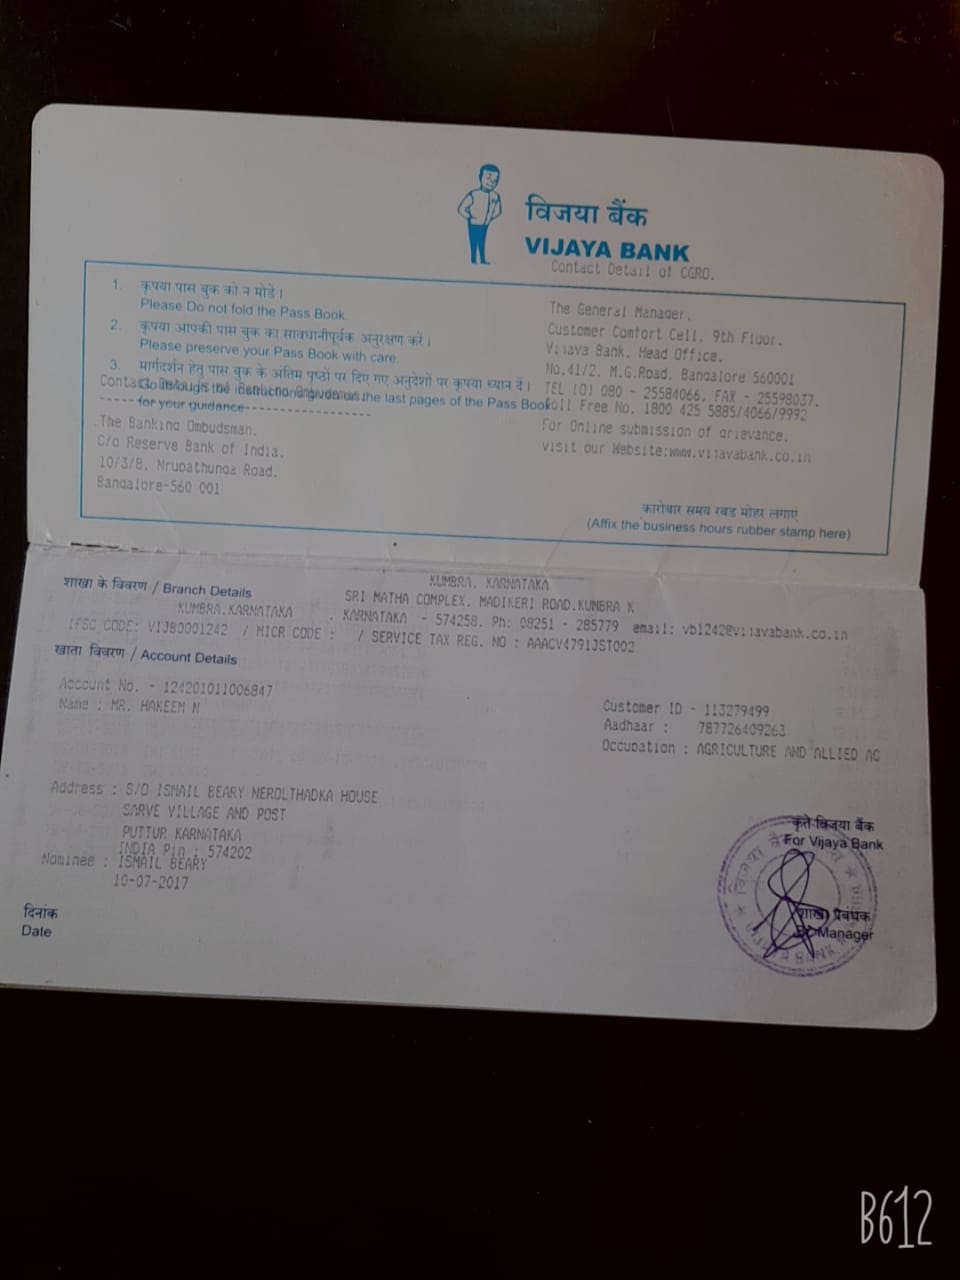 विजया बैंक
VIJAYA BANK
Contact Detail of CGRO.
1. कृपया पास बुक को न मोडें।
Please Do not fold the Pass Book.
2. कृपया आपकी पास बुक का सावधानीपूर्वक अनुरक्षण करें।
Please preserve your Pass Book with care.
3. मार्गदर्शन हेतु पास बुक के अंतिम पृष्ठों पर दिए गए अनुदेशों पर कृपया ध्यान दें।
Go through the instructions given on the last pages of the Pass Book
for your guidance
The Banking Ombudsman,
C/o Reserve Bank of India,
10/3/8, Nrupathunga Road,
Bangalore-560 001
The General Manager,
Customer Comfort Cell, 9th Floor,
Vijaya Bank, Head Office,
No.41/2, M.G.Road, Bangalore 560001
TEL (O) 080 - 25584066, FAX - 25598037,
Toll Free No. 1800 425 5885/4066/9992
For Online submission of grievance,
visit our Website:www.vijayabank.co.in
कारोबार समय रबड मोहर लगाएं
(Affix the business hours rubber stamp here)
शाखा के विवरण / Branch Details
KUMBRA, KARNATAKA
SRI MATHA COMPLEX, MADIKERI ROAD,KUMBRA K
KUMBRA,KARNATAKA , KARNATAKA - 574258, Ph: 08251 - 285779 email: vb1242@vijayabank.co.in
IFSC CODE: VIJB0001242 / MICR CODE : / SERVICE TAX REG. NO : AAACV4791JST002
खाता विवरण / Account Details
Account No. - 124201011006847
Name : MR. HAKEEM N
Customer ID - 113279499
Aadhaar : 787726409263
Occupation : AGRICULTURE AND ALLIED AC
Address : S/O ISMAIL BEARY NEROLTHADKA HOUSE
SARVE VILLAGE AND POST
PUTTUR KARNATAKA
INDIA Pin : 574202
Nominee : ISMAIL BEARY
10-07-2017
दिनांक
Date
कृते विजया बैंक
For Vijaya Bank
शाखा प्रबंधक
Manager
VIJAYA BANK
B612